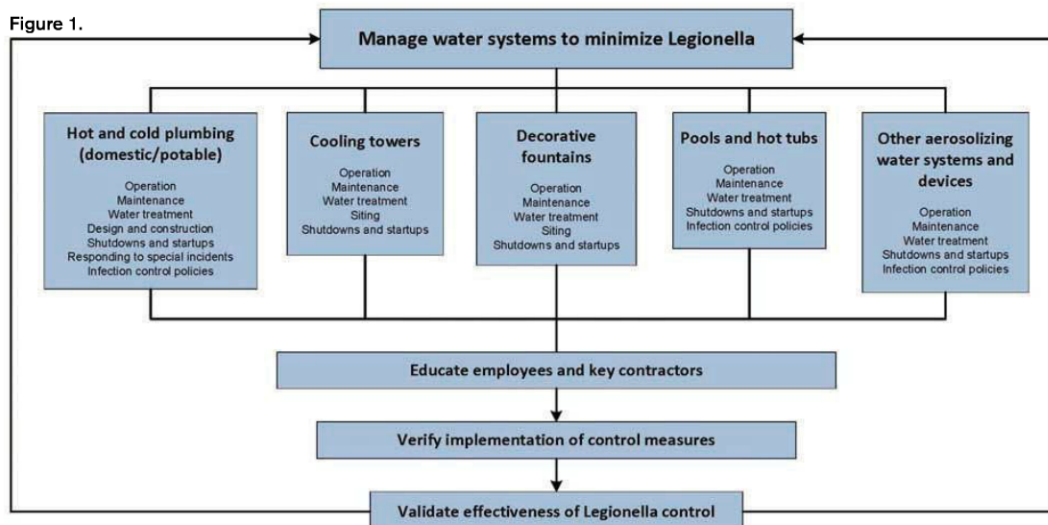 Figure 1.
Manage water systems to minimize Legionella
Hot and cold plumbing
(domestic/potable)
Operation
Maintenance
Water treatment
Design and construction
Shutdowns and startups
Responding to special incidents
Infection control policies
Cooling towers
Operation
Maintenance
Water treatment
Siting
Shutdowns and startups
Decorative
fountains
Operation
Maintenance
Water treatment
Siting
Shutdowns and startups
Pools and hot tubs
Operation
Maintenance
Water treatment
Shutdowns and startups
Infection control policies
Other aerosolizing
water systems and
devices
Operation
Maintenance
Water treatment
Shutdowns and startups
Infection control policies
Educate employees and key contractors
Verify implementation of control measures
Validate effectiveness of Legionella control